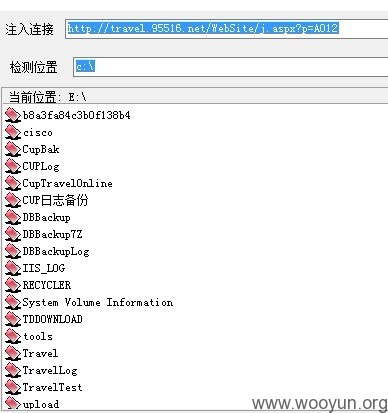 注入连接 http://travel.95516.net/WebSite/j.aspx?p=A012
检测位置 c:\
当前位置: E:\
b8a3fa84c3b0f138b4
cisco
CupBak
CUPLog
CupTravelOnline
CUP日志备份
DBBackup
DBBackup7Z
DBBackupLog
IIS_LOG
RECYCLER
System Volume Information
TDDOWNLOAD
tools
Travel
TravelLog
TravelTest
upload
www.wooyun.org